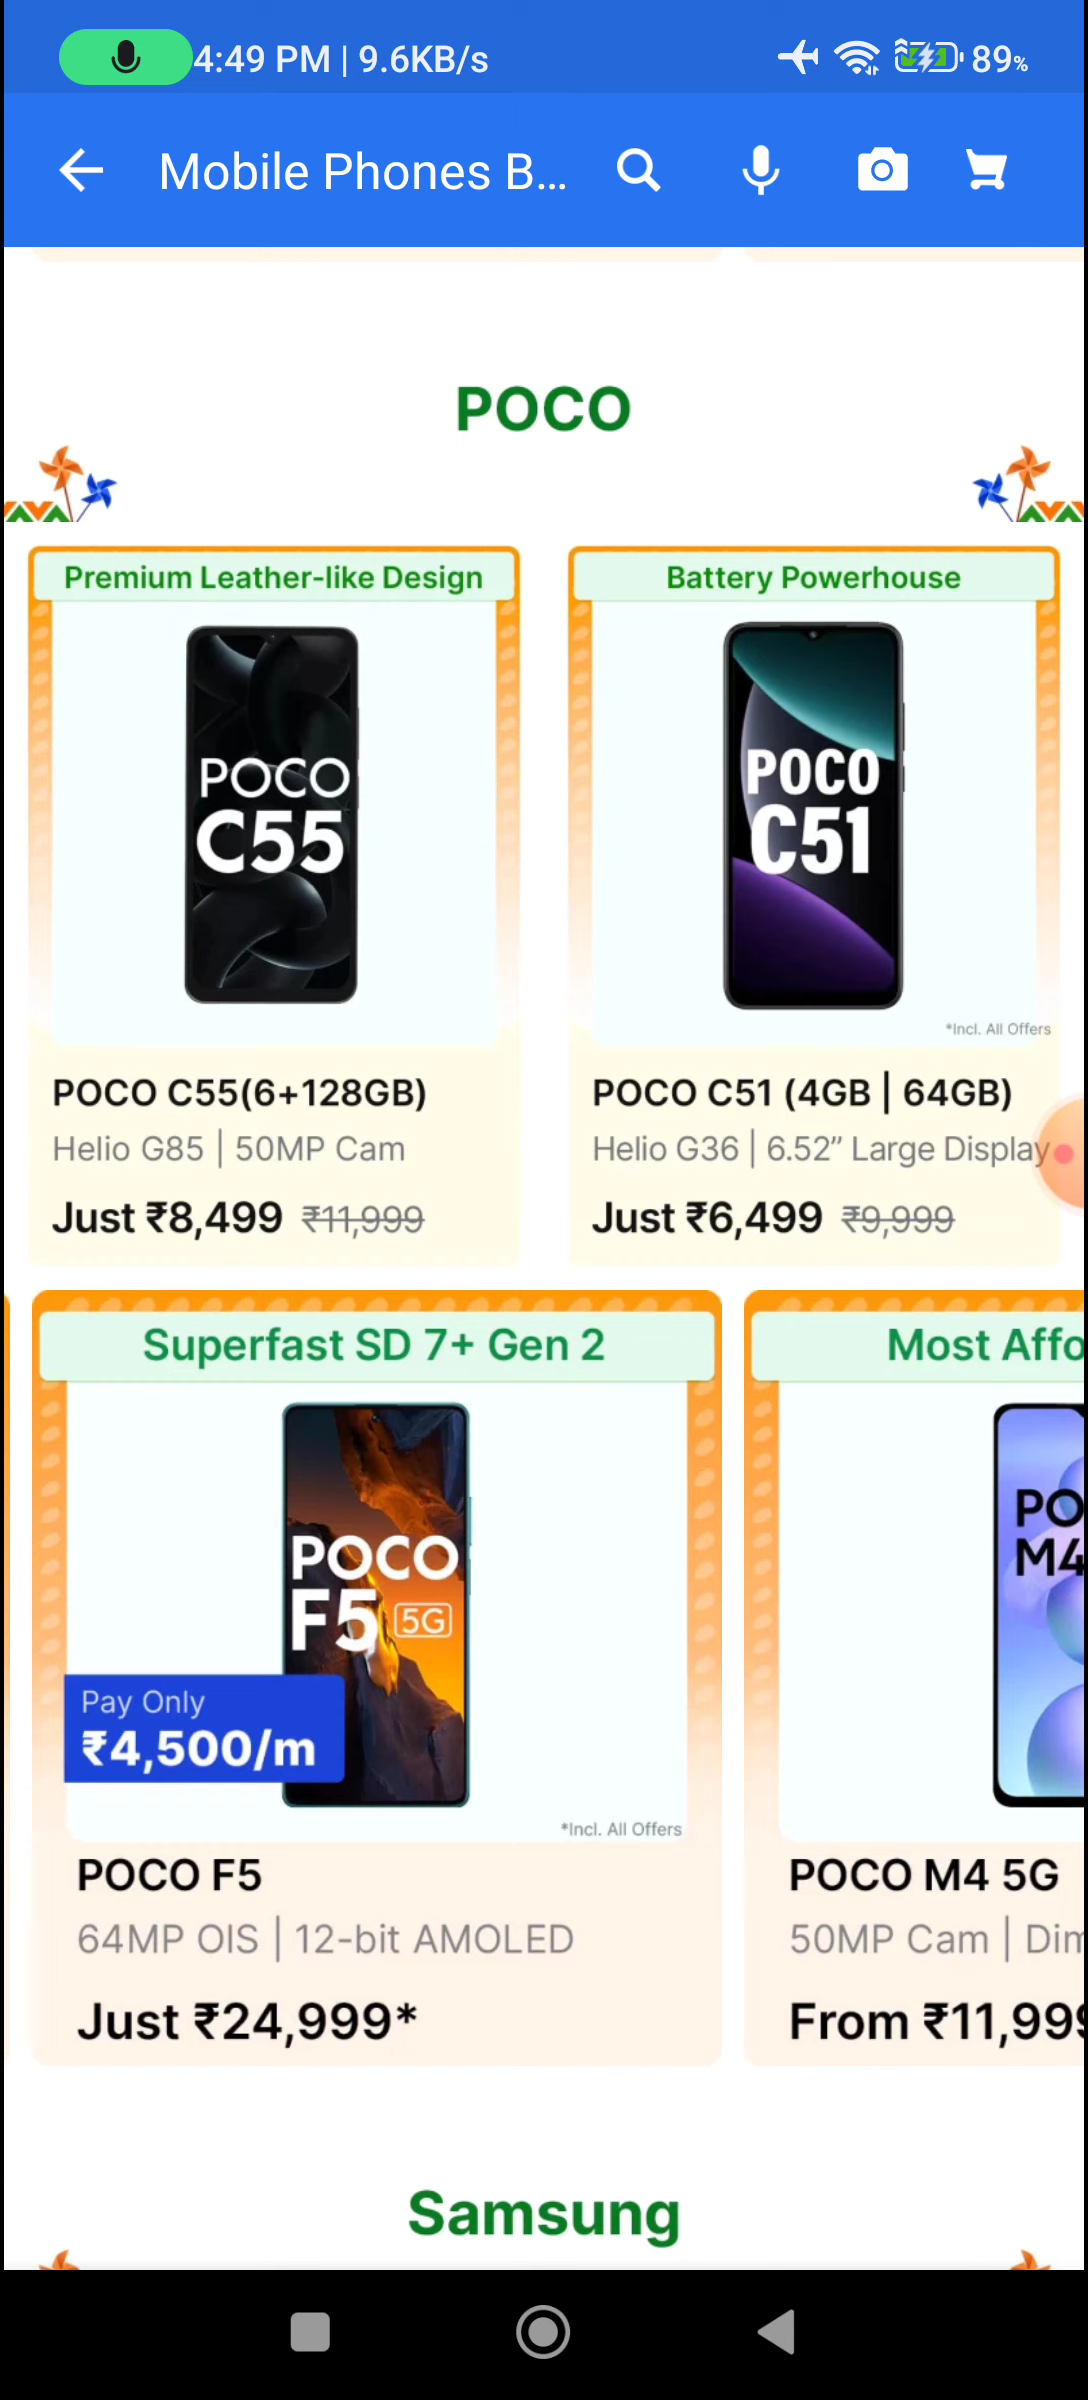 4:49 PM | 9.6KB/s
89%
Mobile Phones B...
POCO
Premium Leather-like Design
POCO
C55
POCO C55(6+128GB)
Helio G85 | 50MP Cam
Just ₹8,499 ₹11,999
Battery Powerhouse
POCO
C51
*Incl. All Offers
POCO C51 (4GB | 64GB)
Helio G36 | 6.52” Large Display
Just ₹6,499 ₹9,999
Superfast SD 7+ Gen 2
POCO
F5 5G
Pay Only
₹4,500/m
*Incl. All Offers
POCO F5
64MP OIS | 12-bit AMOLED
Just ₹24,999*
Most Affo
PO
M4
POCO M4 5G
50MP Cam | Dim
From ₹11,999
Samsung